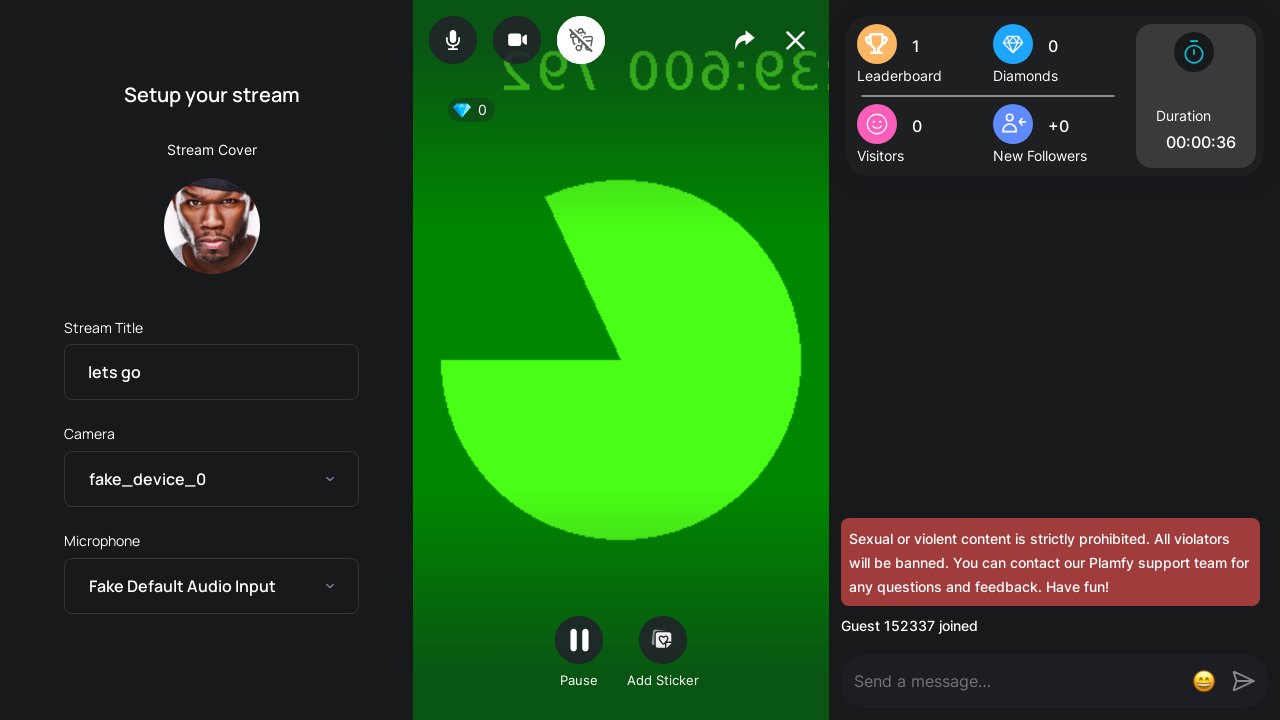 Setup your stream
Stream Cover
Stream Title
lets go
Camera
fake_device_0
Microphone
Fake Default Audio Input
0
Pause
Add Sticker
1
Leaderboard
0
Diamonds
0
Visitors
+0
New Followers
Duration
00:00:36
Sexual or violent content is strictly prohibited. All violators
will be banned. You can contact our Plamfy support team for
any questions and feedback. Have fun!
Guest 152337 joined
Send a message...